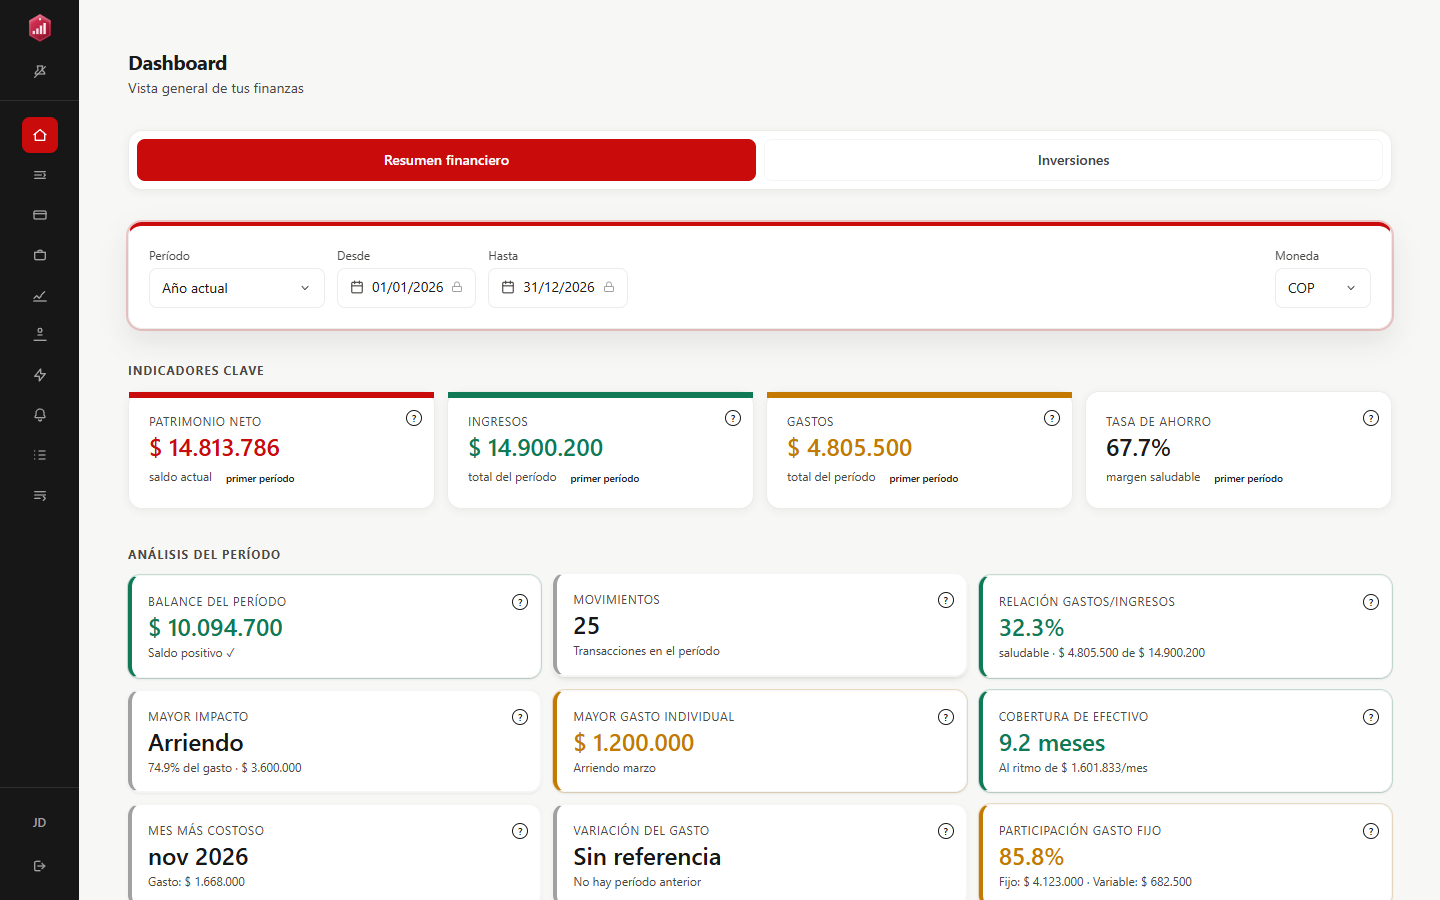 Dashboard
Vista general de tus finanzas
Resumen financiero
Inversiones
Período
Desde
Hasta
Moneda
Año actual
01/01/2026
31/12/2026
COP
INDICADORES CLAVE
PATRIMONIO NETO
?
$ 14.813.786
saldo actual
primer período
INGRESOS
?
$ 14.900.200
total del período
primer período
GASTOS
?
$ 4.805.500
total del período
primer período
TASA DE AHORRO
?
67.7%
margen saludable
primer período
ANÁLISIS DEL PERÍODO
BALANCE DEL PERÍODO
?
$ 10.094.700
Saldo positivo ✓
MOVIMIENTOS
?
25
Transacciones en el período
RELACIÓN GASTOS/INGRESOS
?
32.3%
saludable · $ 4.805.500 de $ 14.900.200
MAYOR IMPACTO
?
Arriendo
74.9% del gasto · $ 3.600.000
MAYOR GASTO INDIVIDUAL
?
$ 1.200.000
Arriendo marzo
COBERTURA DE EFECTIVO
?
9.2 meses
Al ritmo de $ 1.601.833/mes
MES MÁS COSTOSO
?
nov 2026
Gasto: $ 1.668.000
VARIACIÓN DEL GASTO
?
Sin referencia
No hay período anterior
PARTICIPACIÓN GASTO FIJO
?
85.8%
Fijo: $ 4.123.000 · Variable: $ 682.500
JD